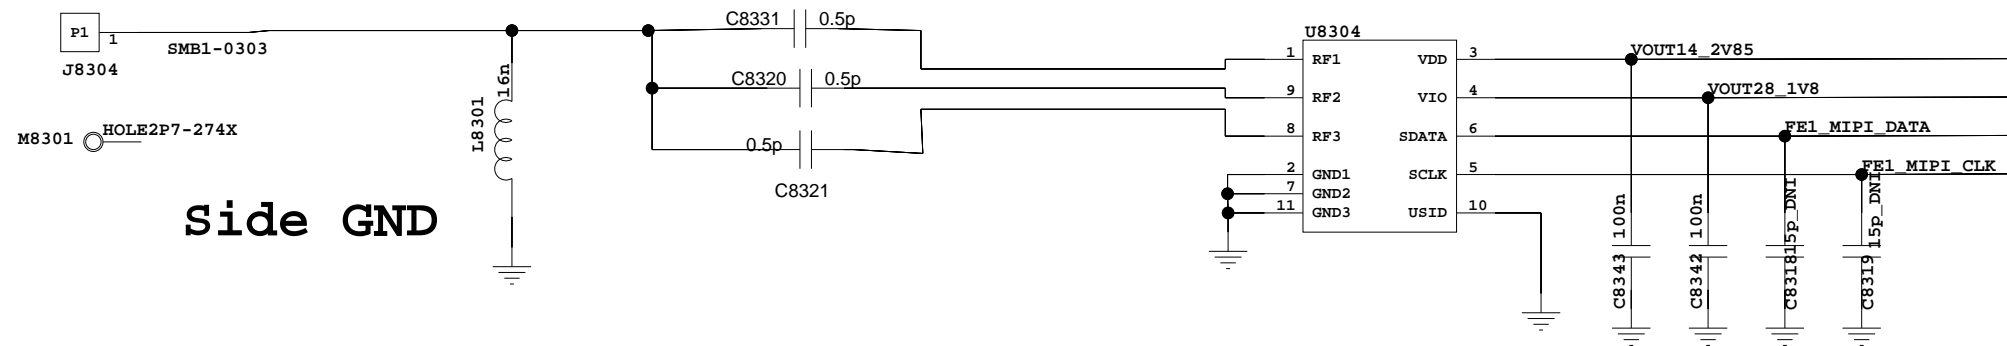 P1
1
SMB1-0303
J8304
M8301
HOLE2P7-274X
Side GND
L8301
16n
C8331
0.5p
C8320
0.5p
0.5p
C8321
U8304
1 RF1 VDD 3
9 RF2 VIO 4
8 RF3 SDATA 6
2 GND1 SCLK 5
7 GND2
11 GND3 USID 10
VOUT14_2V85
VOUT28_1V8
FE1_MIPI_DATA
FE1_MIPI_CLK
C8343 100n
C8342 100n
C8318 15p_DNI
C8319 15p_DNI